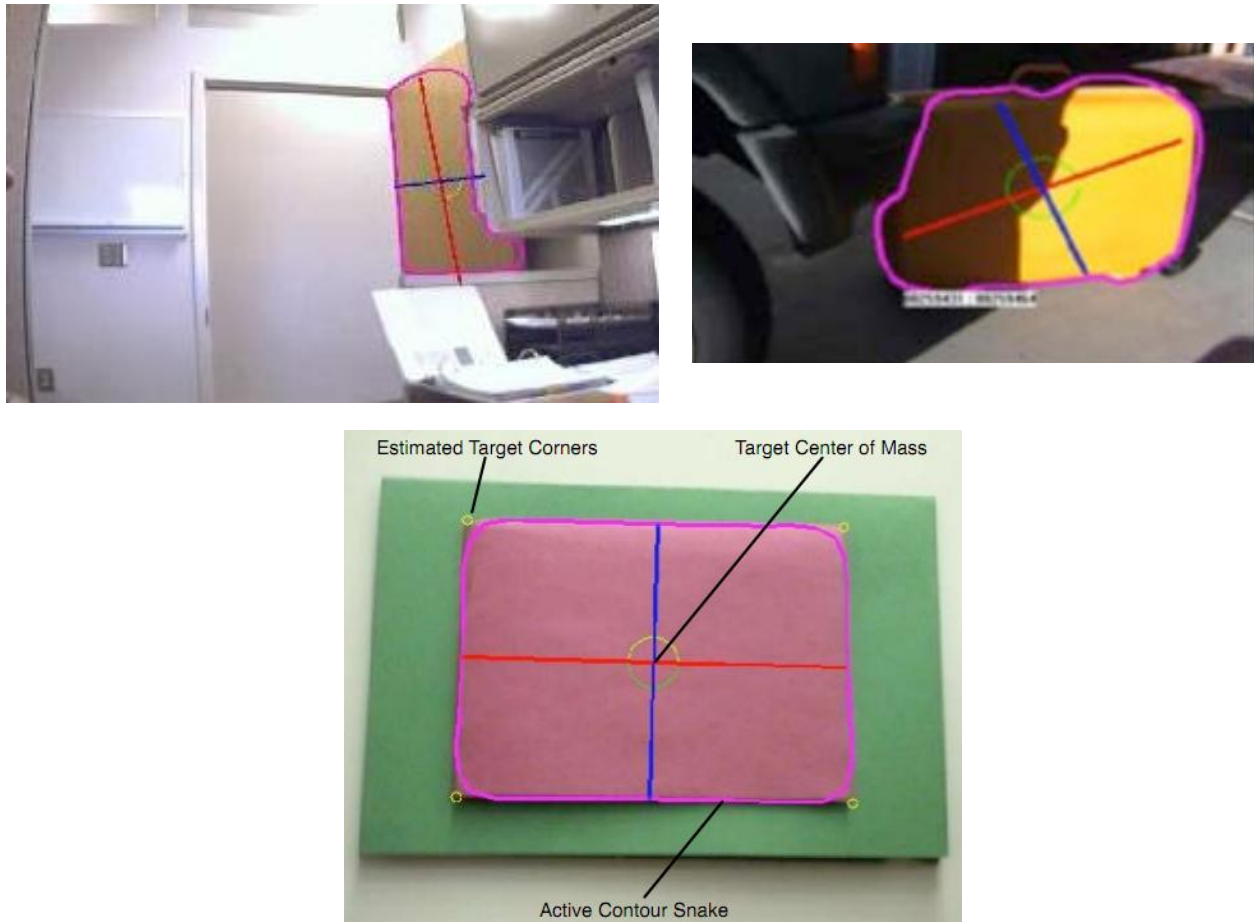 Estimated Target Corners
Target Center of Mass
Active Contour Snake